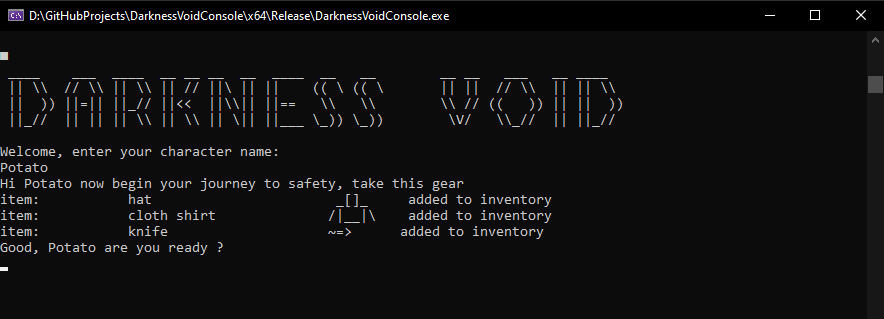 D:\GitHubProjects\DarknessVoidConsole\x64\Release\DarknessVoidConsole.exe
DARKNESS VOID
Welcome, enter your character name:
Potato
Hi Potato now begin your journey to safety, take this gear
item: hat _[]_ added to inventory
item: cloth shirt /|__|\ added to inventory
item: knife ~=> added to inventory
Good, Potato are you ready ?